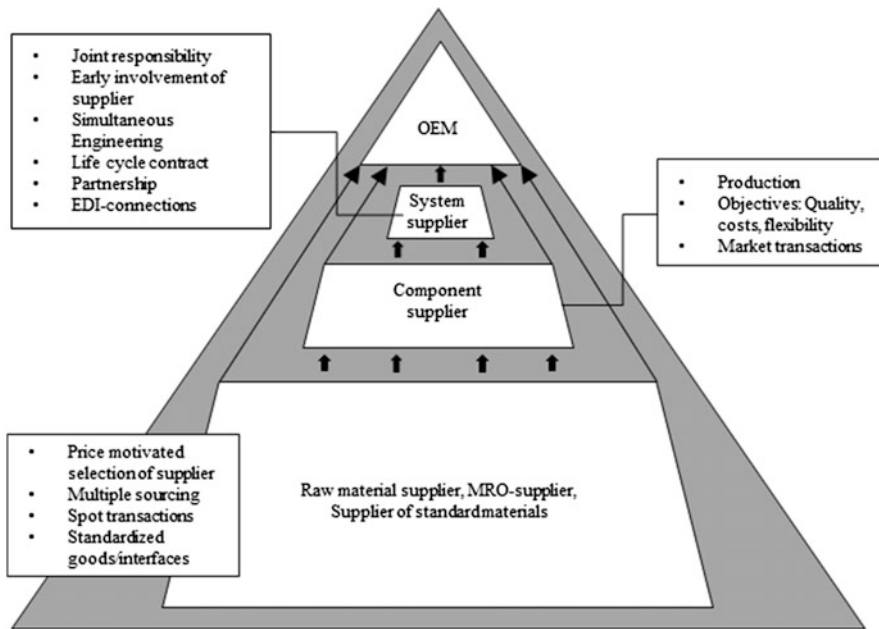 • Joint responsibility
• Early involvement of
supplier
• Simultaneous
Engineering
• Life cycle contract
• Partnership
• EDI-connections
OEM
System
supplier
• Production
• Objectives: Quality,
costs, flexibility
• Market transactions
Component
supplier
• Price motivated
selection of supplier
• Multiple sourcing
• Spot transactions
• Standardized
goods/interfaces
Raw material supplier, MRO-supplier,
Supplier of standard materials